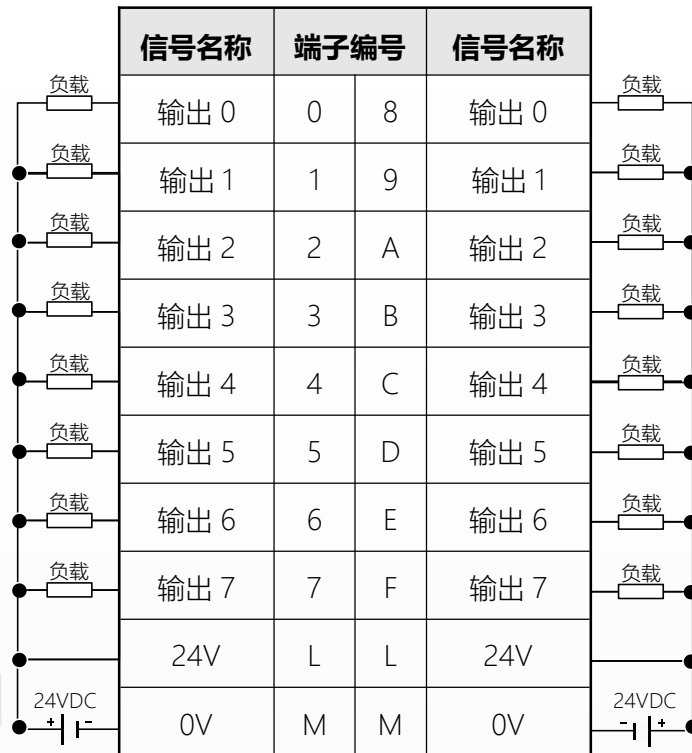 信号名称 端子编号 信号名称
负载 输出 0 0 8 输出 0 负载
负载 输出 1 1 9 输出 1 负载
负载 输出 2 2 A 输出 2 负载
负载 输出 3 3 B 输出 3 负载
负载 输出 4 4 C 输出 4 负载
负载 输出 5 5 D 输出 5 负载
负载 输出 6 6 E 输出 6 负载
负载 输出 7 7 F 输出 7 负载
24V L L 24V
24VDC 24VDC
+ - 0V M M 0V - +